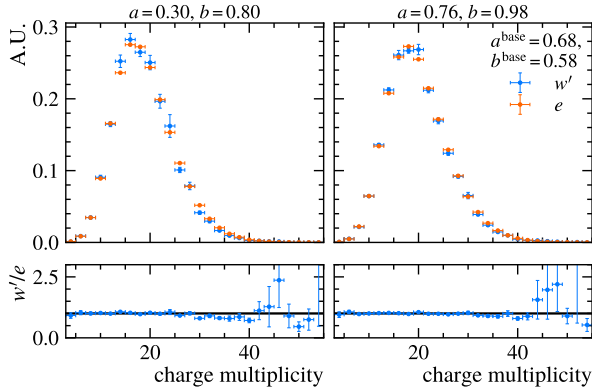 a = 0.30, b = 0.80
a = 0.76, b = 0.98
A.U.
0.3
0.2
0.1
0.0
a^base = 0.68,
b^base = 0.58
w′
e
w′/e
2.5
0.0
20 40
20 40
charge multiplicity
charge multiplicity